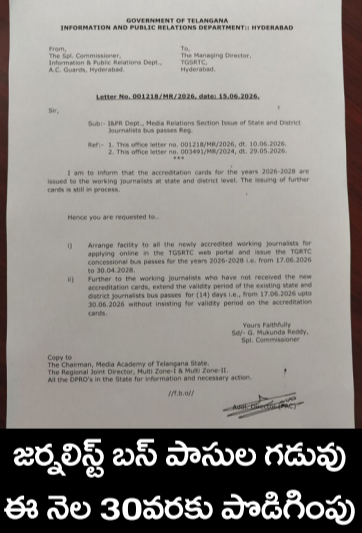 GOVERNMENT OF TELANGANA
INFORMATION AND PUBLIC RELATIONS DEPARTMENT:: HYDERABAD
From,
The Spl. Commissioner,
Information & Public Relations Dept.,
A.C. Guards, Hyderabad.
To,
The Managing Director,
TGSRTC,
Hyderabad.
Letter No. 001218/MR/2026, date: 15.06.2026.
Sir,
Sub:- I&PR Dept., Media Relations Section Issue of State and District
Journalists bus passes Reg.
Ref:- 1. This office letter no. 001218/MR/2026, dt. 10.06.2026.
2. This office letter no. 003491/MR/2024, dt. 29.05.2026.
***
I am to inform that the accreditation cards for the years 2026-2028 are
issued to the working journalists at state and district level. The issuing of further
cards is still in process.
Hence you are requested to..
i) Arrange facility to all the newly accredited working journalists for
applying online in the TGSRTC web portal and issue the TGRTC
concessional bus passes for the years 2026-2028 i.e. from 17.06.2026
to 30.04.2028.
ii) Further to the working journalists who have not received the new
accreditation cards, extend the validity period of the existing state and
district journalists bus passes for (14) days i.e., from 17.06.2026 upto
30.06.2026 without insisting for validity period on the accreditation
cards.
Yours Faithfully
Sd/- G. Mukunda Reddy,
Spl. Commissioner
Copy to
The Chairman, Media Academy of Telangana State.
The Regional Joint Director, Multi Zone-I & Multi Zone-II.
All the DPRO's in the State for information and necessary action.
//f.b.o//
జర్నలిస్ట్ బస్ పాసుల గడువు
ఈ నెల 30వరకు పొడిగింపు